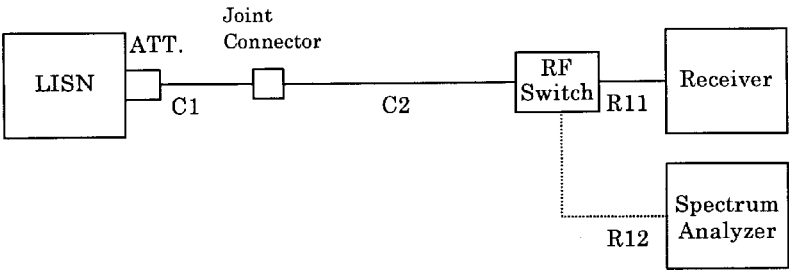 Joint
Connector
ATT.
LISN
C1
C2
RF
Switch
R11
Receiver
R12
Spectrum
Analyzer